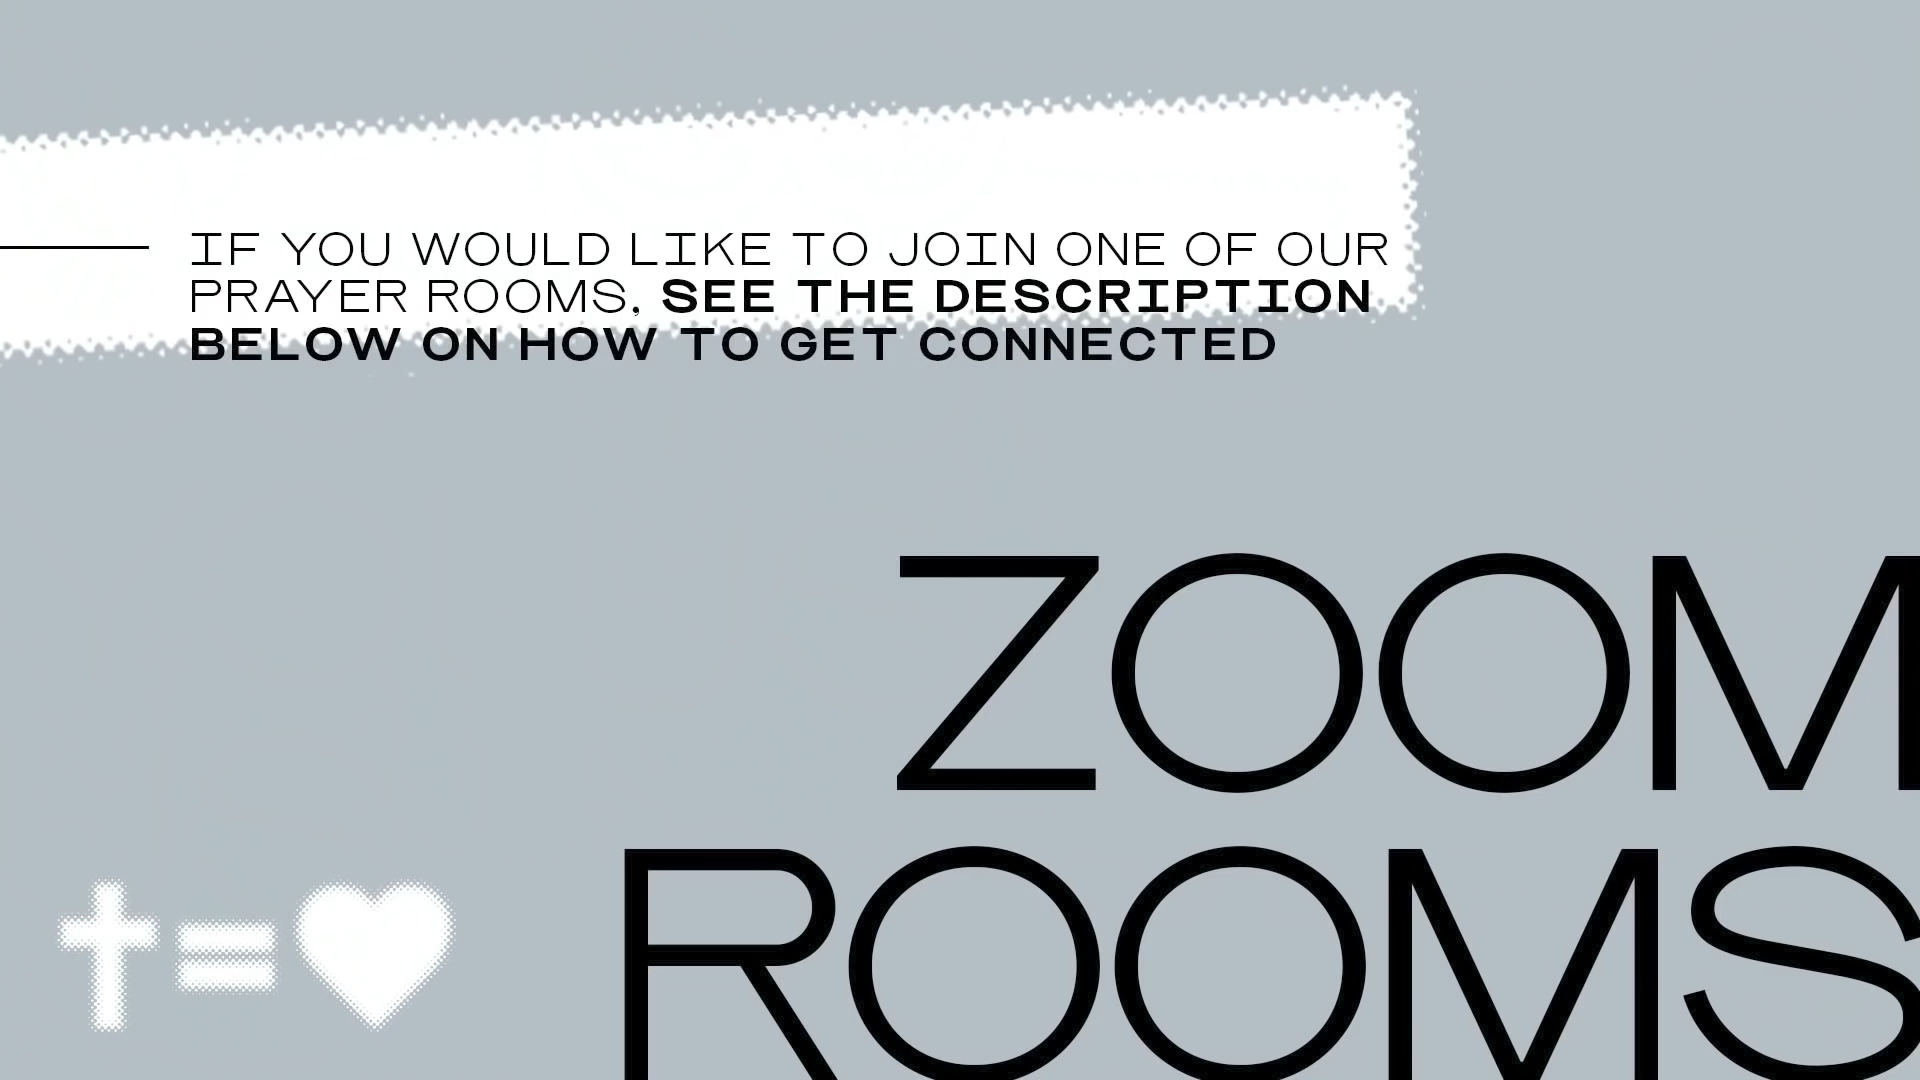 IF YOU WOULD LIKE TO JOIN ONE OF OUR
PRAYER ROOMS, SEE THE DESCRIPTION
BELOW ON HOW TO GET CONNECTED
ZOOM
ROOMS